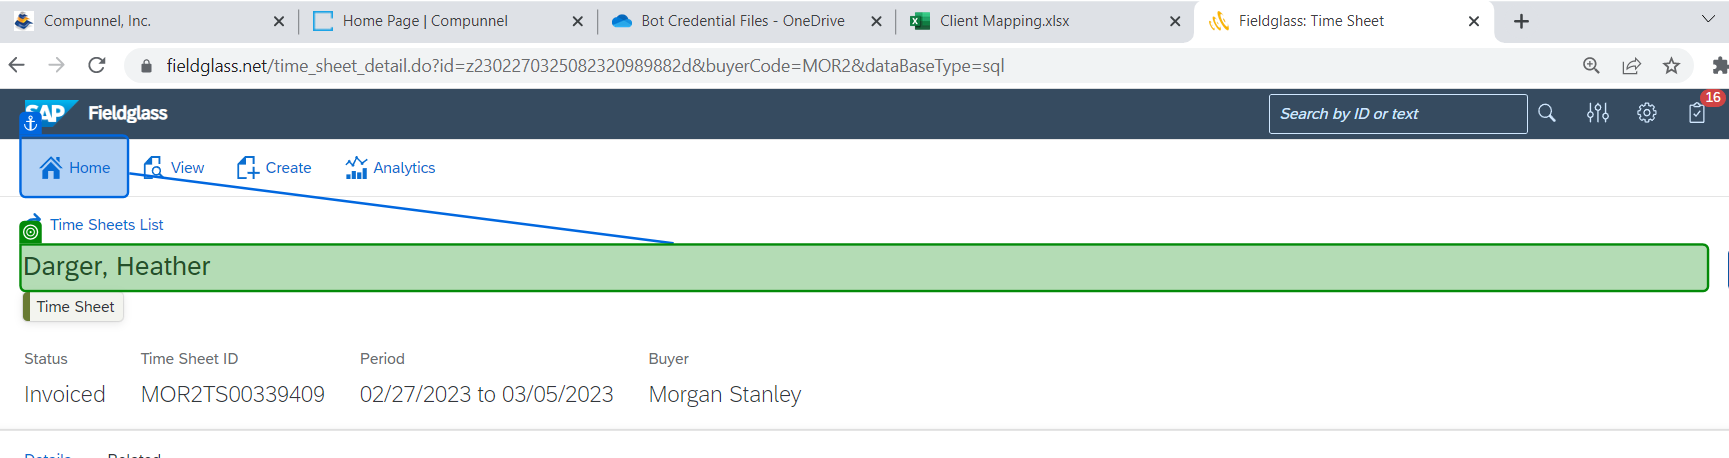 Compunnel, Inc.
Home Page | Compunnel
Bot Credential Files - OneDrive
Client Mapping.xlsx
Fieldglass: Time Sheet
fieldglass.net/time_sheet_detail.do?id=z2302270325082320989882d&buyerCode=MOR2&dataBaseType=sql
SAP Fieldglass
Search by ID or text
16
Home View Create Analytics
Time Sheets List
Darger, Heather
Time Sheet
Status Time Sheet ID Period Buyer
Invoiced MOR2TS00339409 02/27/2023 to 03/05/2023 Morgan Stanley
Details Related